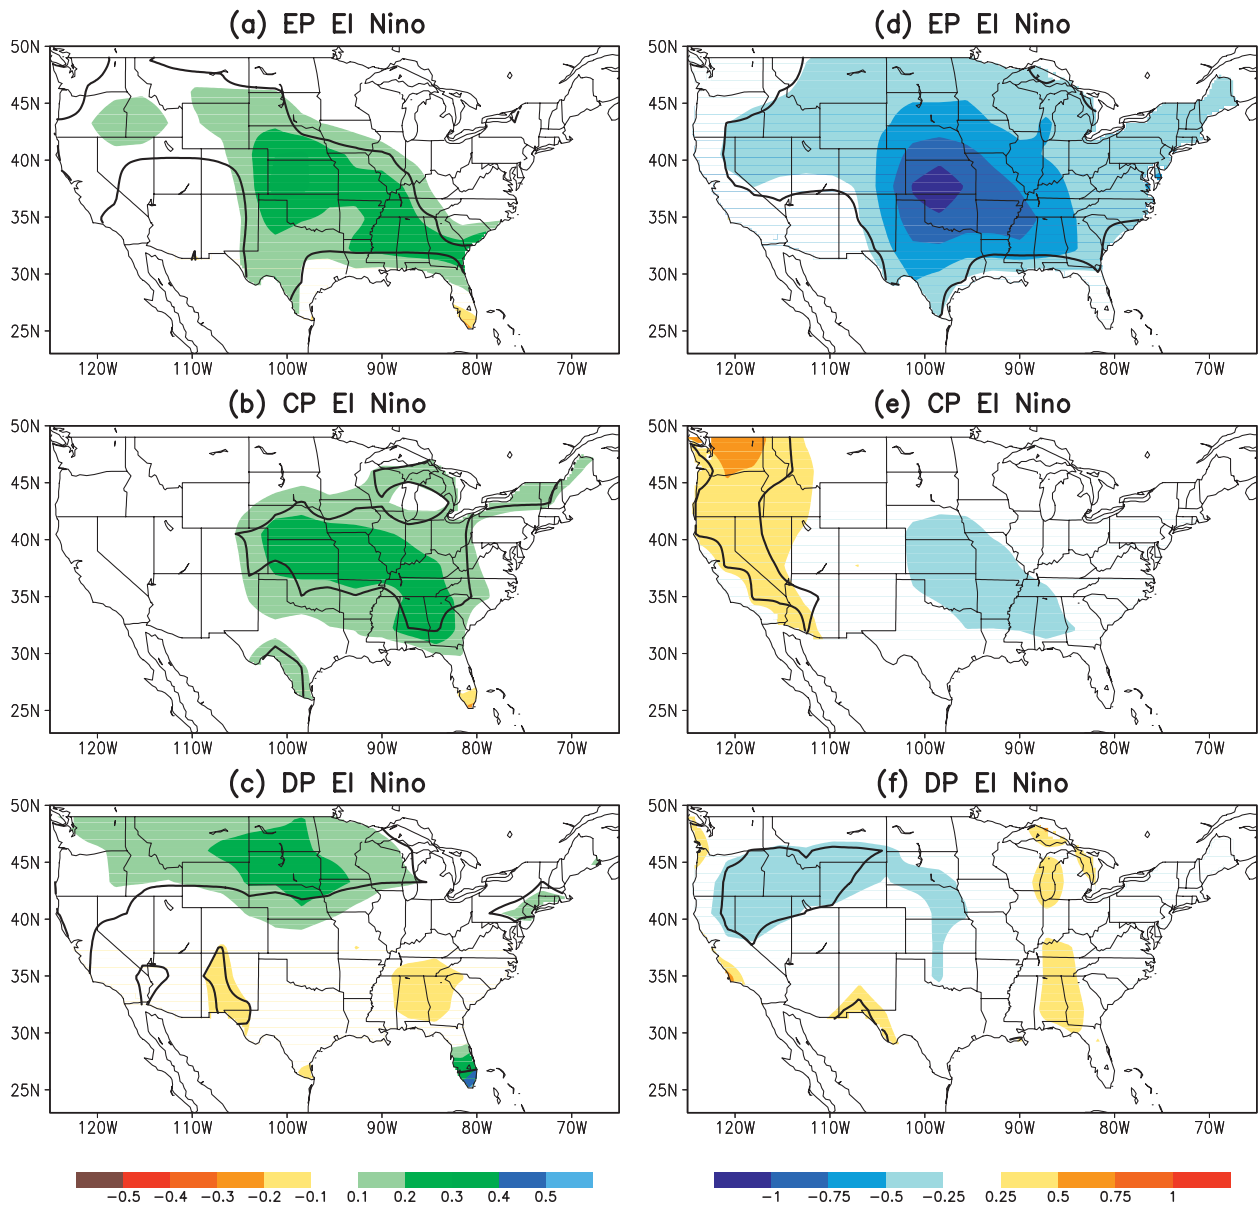 (a) EP El Nino
50N
45N
40N
35N
30N
25N
120W 110W 100W 90W 80W 70W
(d) EP El Nino
50N
45N
40N
35N
30N
25N
120W 110W 100W 90W 80W 70W
(b) CP El Nino
50N
45N
40N
35N
30N
25N
120W 110W 100W 90W 80W 70W
(e) CP El Nino
50N
45N
40N
35N
30N
25N
120W 110W 100W 90W 80W 70W
(c) DP El Nino
50N
45N
40N
35N
30N
25N
120W 110W 100W 90W 80W 70W
(f) DP El Nino
50N
45N
40N
35N
30N
25N
120W 110W 100W 90W 80W 70W
-0.5 -0.4 -0.3 -0.2 -0.1 0.1 0.2 0.3 0.4 0.5
-1 -0.75 -0.5 -0.25 0.25 0.5 0.75 1